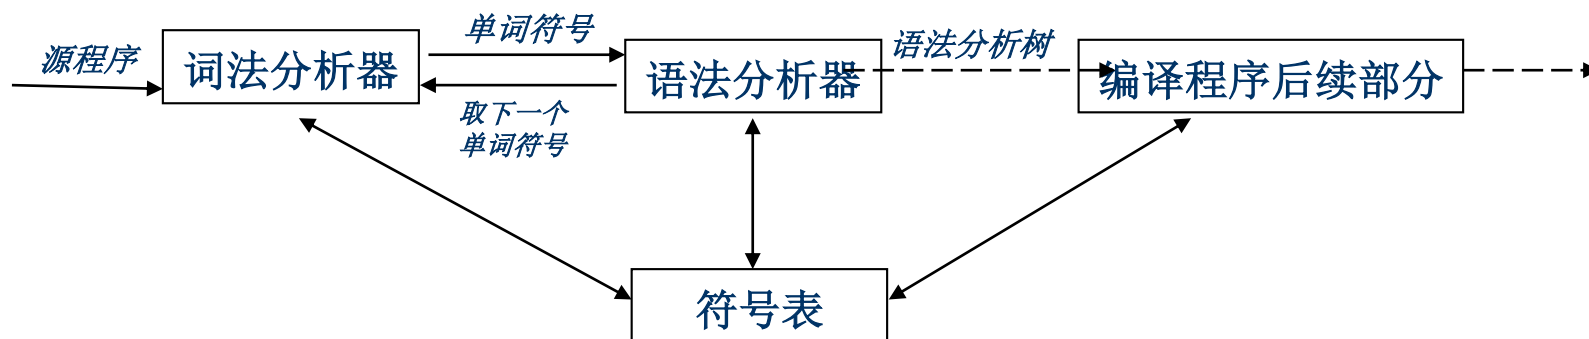 源程序
词法分析器
单词符号
取下一个
单词符号
语法分析器
语法分析树
编译程序后续部分
符号表